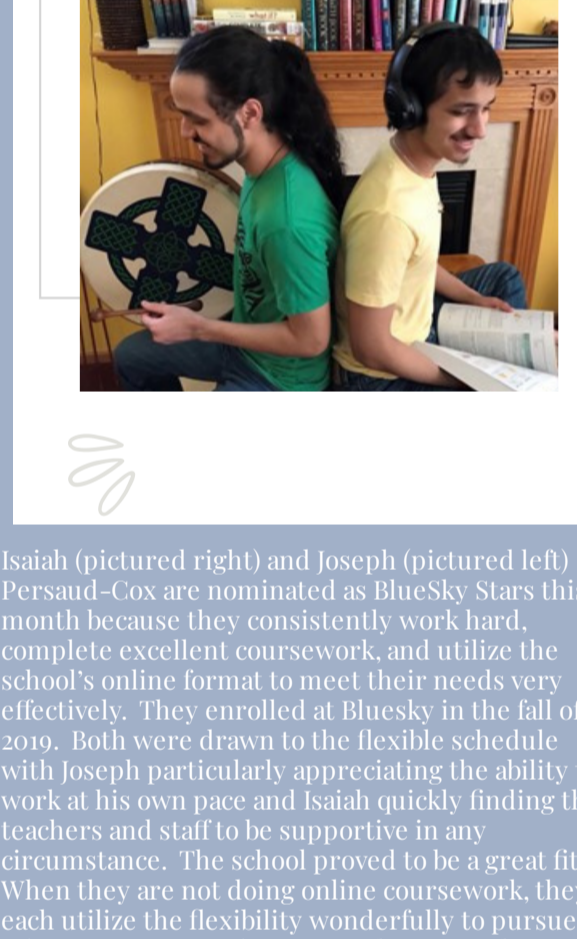 what if?
Isaiah (pictured right) and Joseph (pictured left)
Persaud-Cox are nominated as BlueSky Stars this
month because they consistently work hard,
complete excellent coursework, and utilize the
school's online format to meet their needs very
effectively. They enrolled at Bluesky in the fall of
2019. Both were drawn to the flexible schedule
with Joseph particularly appreciating the ability
work at his own pace and Isaiah quickly finding th
teachers and staff to be supportive in any
circumstance. The school proved to be a great fit
When they are not doing online coursework, they
each utilize the flexibility wonderfully to pursue